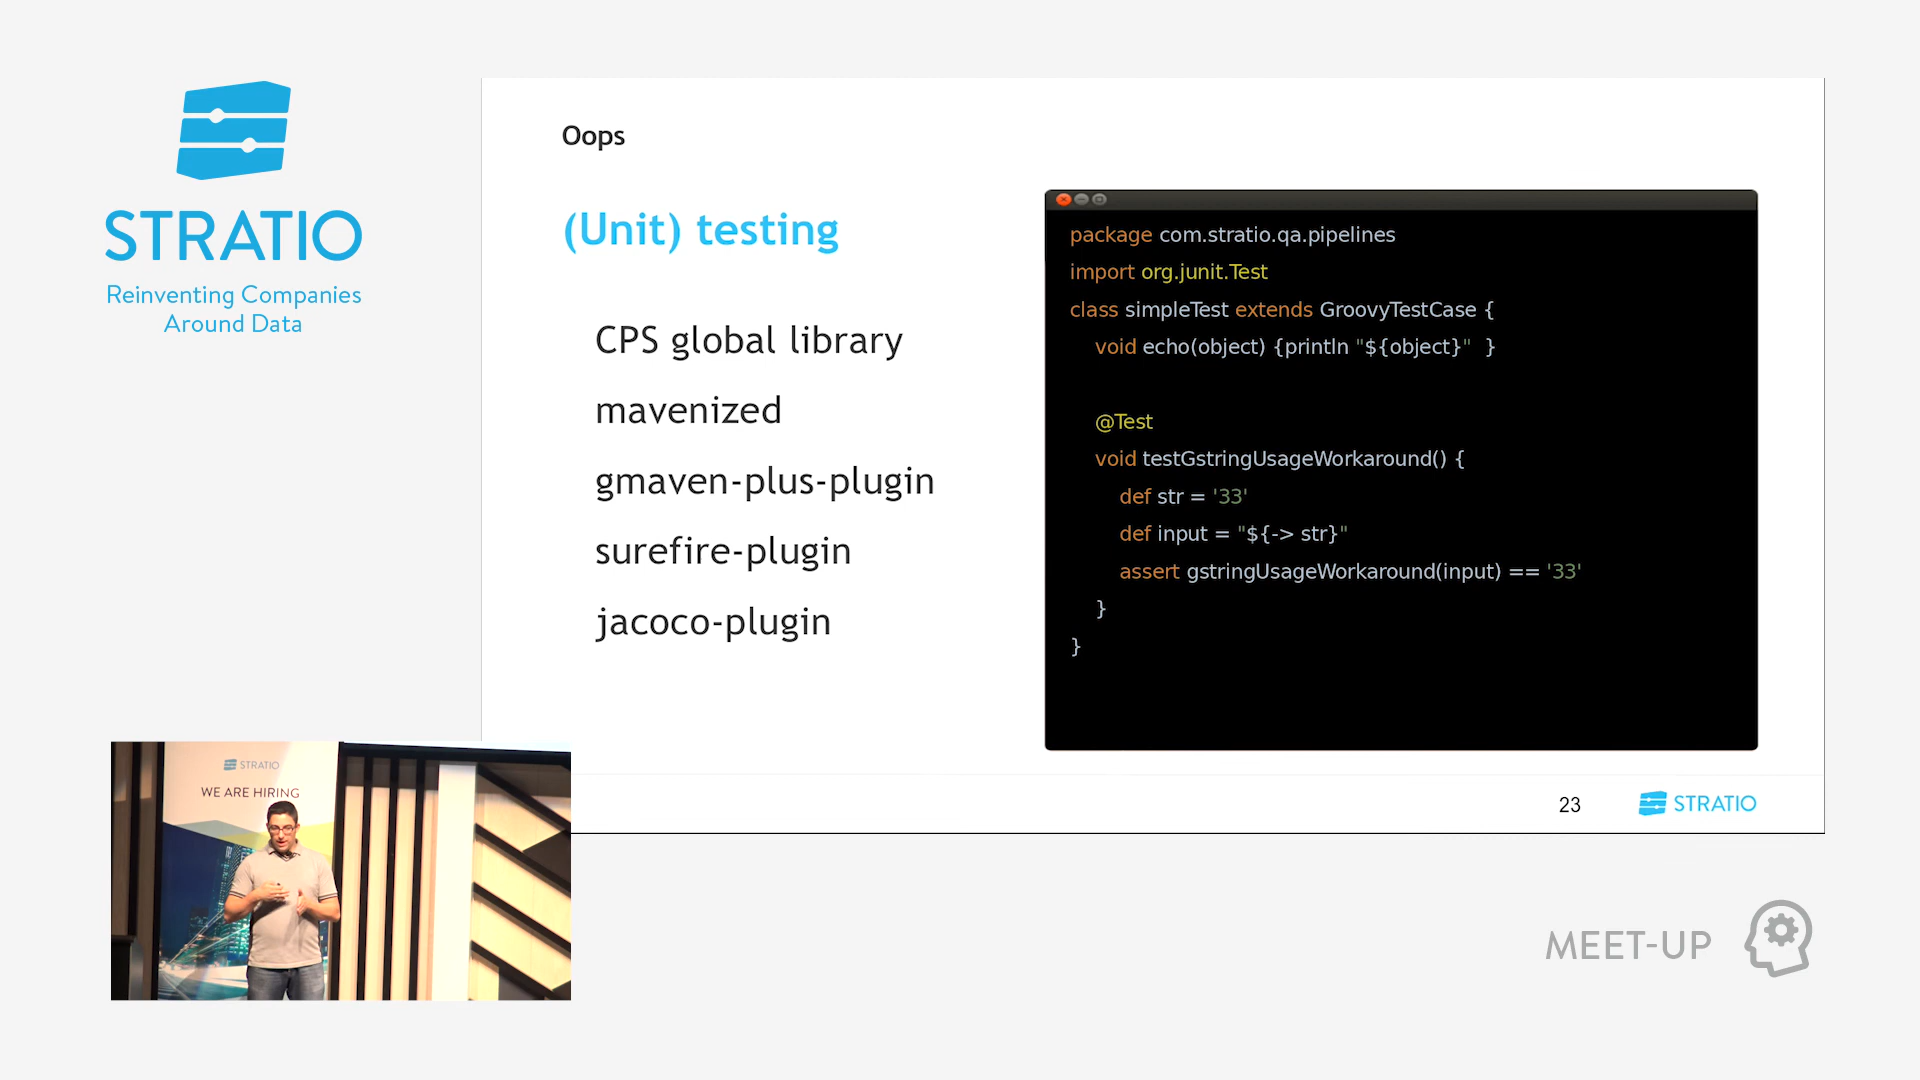 STRATIO
Reinventing Companies
Around Data
Oops
(Unit) testing
CPS global library
mavenized
gmaven-plus-plugin
surefire-plugin
jacoco-plugin
package com.stratio.qa.pipelines
import org.junit.Test
class simpleTest extends GroovyTestCase {
void echo(object) {println "${object}" }
@Test
void testGstringUsageWorkaround() {
def str = '33'
def input = "${-> str}"
assert gstringUsageWorkaround(input) == '33'
}
}
23
STRATIO
STRATIO
WE ARE HIRING
MEET-UP